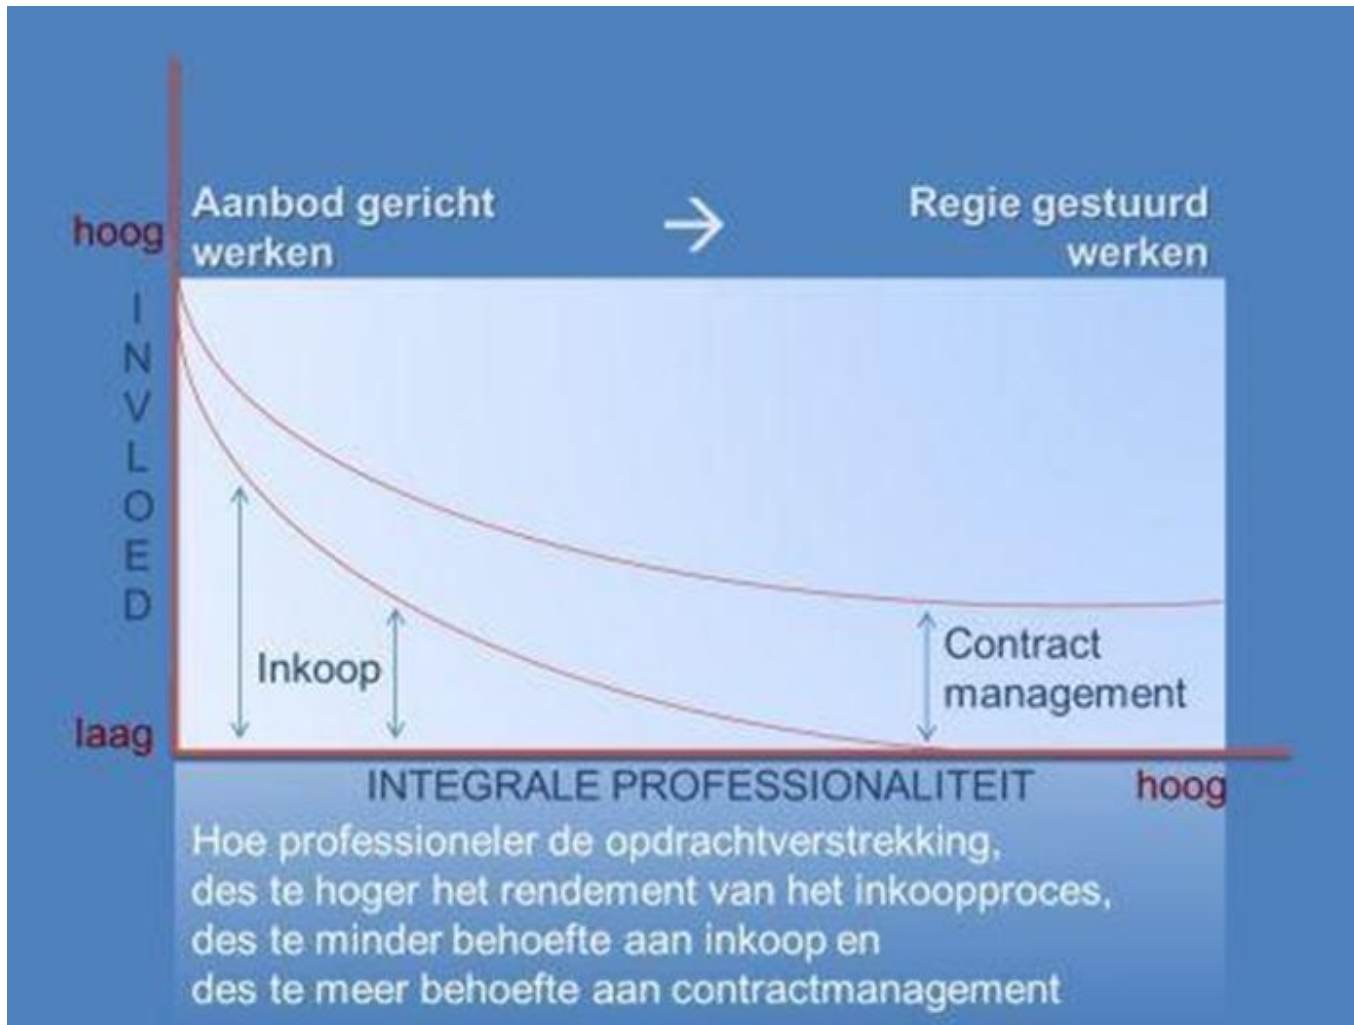 Aanbod gericht
werken
→
Regie gestuurd
werken
hoog
INVLOED
Inkoop
Contract
management
laag
INTEGRALE PROFESSIONALITEIT
hoog
Hoe professioneler de opdrachtverstrekking,
des te hoger het rendement van het inkoopproces,
des te minder behoefte aan inkoop en
des te meer behoefte aan contractmanagement